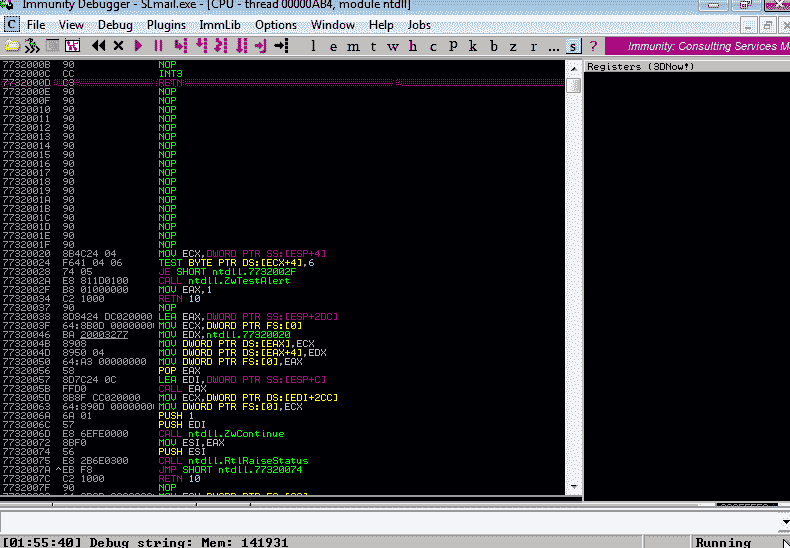 Immunity Debugger - SLmail.exe - [CPU - thread 00000AB4, module ntdll]
C File View Debug Plugins ImmLib Options Window Help Jobs
l e m t w h c p k b z r ... s ? Immunity: Consulting Services M
Registers (3DNow!)
7732000B 90 NOP
7732000C CC INT3
7732000D C3 RETN
7732000E 90 NOP
7732000F 90 NOP
77320010 90 NOP
77320011 90 NOP
77320012 90 NOP
77320013 90 NOP
77320014 90 NOP
77320015 90 NOP
77320016 90 NOP
77320017 90 NOP
77320018 90 NOP
77320019 90 NOP
7732001A 90 NOP
7732001B 90 NOP
7732001C 90 NOP
7732001D 90 NOP
7732001E 90 NOP
7732001F 90 NOP
77320020 8B4C24 04 MOV ECX,DWORD PTR SS:[ESP+4]
77320024 F641 04 06 TEST BYTE PTR DS:[ECX+4],6
77320028 74 05 JE SHORT ntdll.7732002F
7732002A E8 811D0100 CALL ntdll.ZwTestAlert
7732002F B8 01000000 MOV EAX,1
77320034 C2 1000 RETN 10
77320037 90 NOP
77320038 8D8424 DC020000 LEA EAX,DWORD PTR SS:[ESP+2DC]
7732003F 64:8B0D 0000000 MOV ECX,DWORD PTR FS:[0]
77320046 BA 20003277 MOV EDX,ntdll.77320020
7732004B 8908 MOV DWORD PTR DS:[EAX],ECX
7732004D 8950 04 MOV DWORD PTR DS:[EAX+4],EDX
77320050 64:A3 00000000 MOV DWORD PTR FS:[0],EAX
77320056 58 POP EAX
77320057 8D7C24 0C LEA EDI,DWORD PTR SS:[ESP+C]
7732005B FFD0 CALL EAX
7732005D 8B8F CC020000 MOV ECX,DWORD PTR DS:[EDI+2CC]
77320063 64:890D 0000000 MOV DWORD PTR FS:[0],ECX
7732006A 6A 01 PUSH 1
7732006C 57 PUSH EDI
7732006D E8 6EFE0000 CALL ntdll.ZwContinue
77320072 8BF0 MOV ESI,EAX
77320074 56 PUSH ESI
77320075 E8 2B6E0300 CALL ntdll.RtlRaiseStatus
7732007A ^EB F8 JMP SHORT ntdll.77320074
7732007C C2 1000 RETN 10
7732007F 90 NOP
[01:55:40] Debug string: Mem: 141931
Running